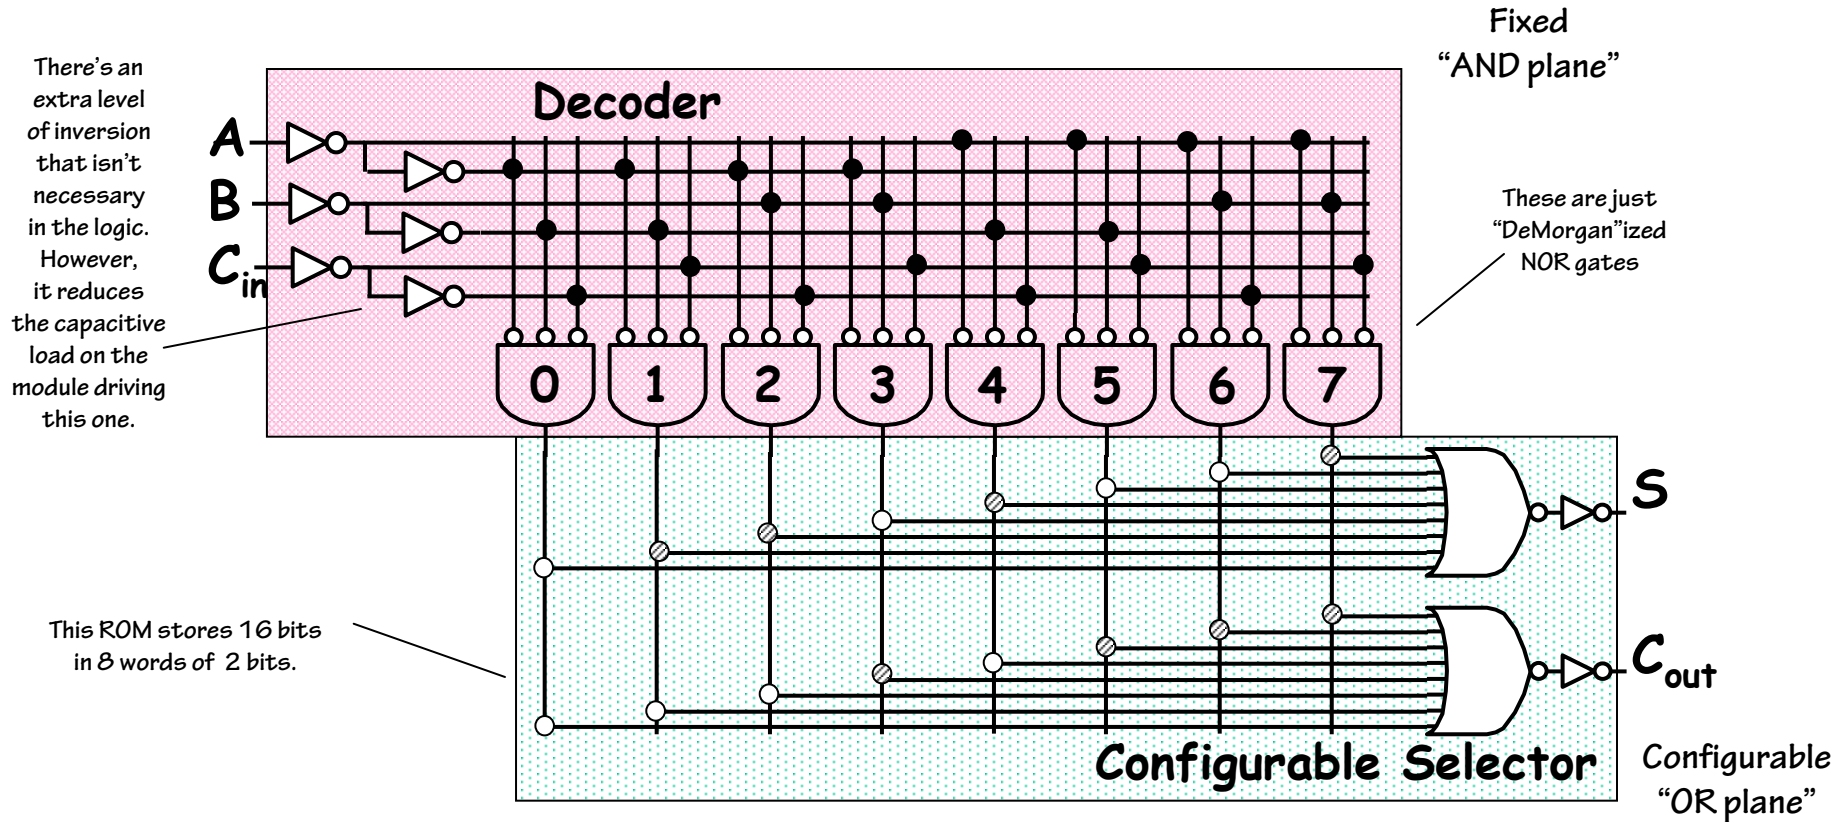 Fixed
“AND plane”
There’s an
extra level
of inversion
that isn’t
necessary
in the logic.
However,
it reduces
the capacitive
load on the
module driving
this one.
Decoder
A
B
Cin
0 1 2 3 4 5 6 7
These are just
“DeMorgan”ized
NOR gates
S
Cout
This ROM stores 16 bits
in 8 words of 2 bits.
Configurable Selector
Configurable
“OR plane”